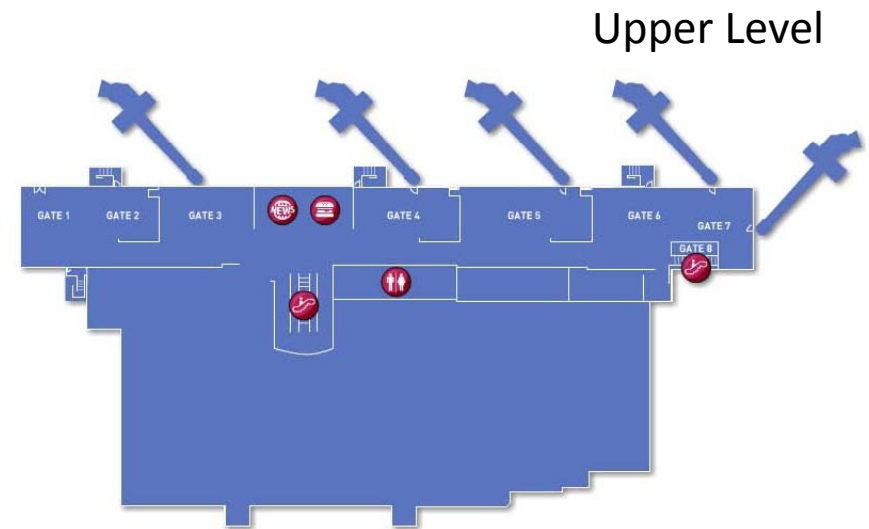 Upper Level
GATE 1
GATE 2
GATE 3
NEWS
GATE 4
GATE 5
GATE 6
GATE 7
GATE 8